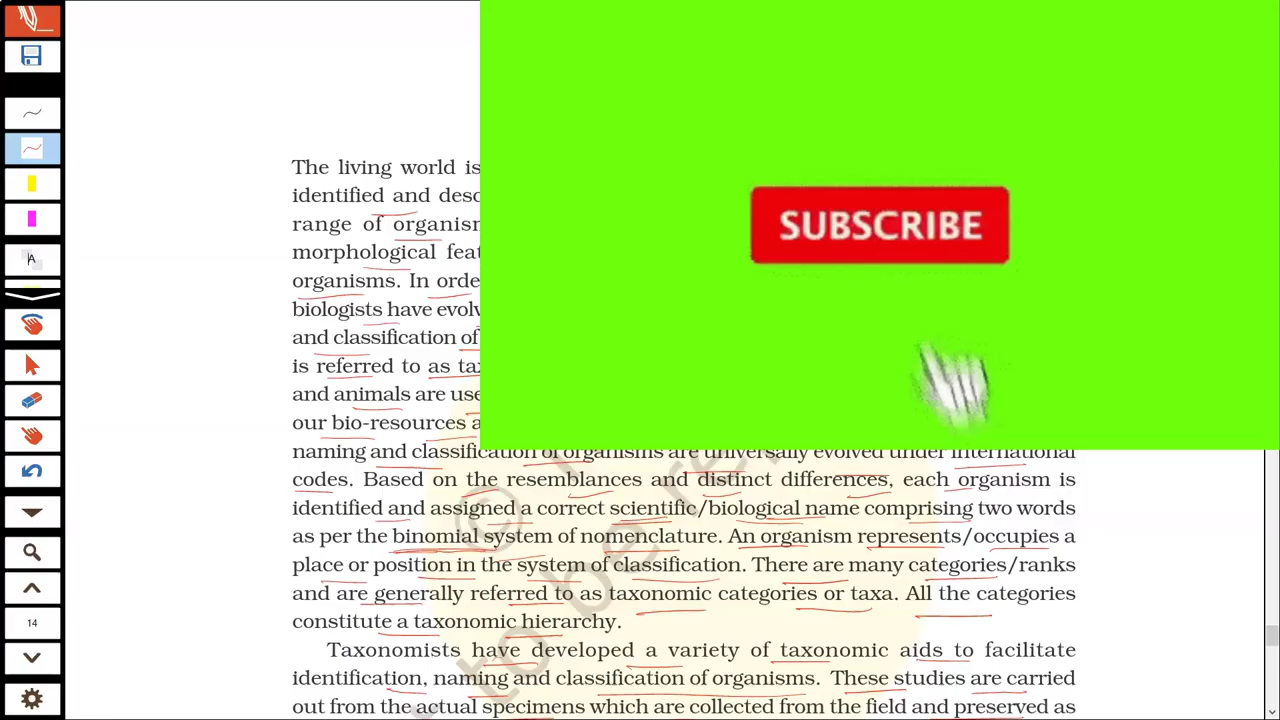 The living world is
identified and desc
range of organism
morphological feat
organisms. In orde
biologists have evolv
and classification of
is referred to as tax
and animals are use
our bio-resources a
naming and classification of organisms are universally evolved under international
codes. Based on the resemblances and distinct differences, each organism is
identified and assigned a correct scientific/biological name comprising two words
as per the binomial system of nomenclature. An organism represents/occupies a
place or position in the system of classification. There are many categories/ranks
and are generally referred to as taxonomic categories or taxa. All the categories
constitute a taxonomic hierarchy.
Taxonomists have developed a variety of taxonomic aids to facilitate
identification, naming and classification of organisms. These studies are carried
out from the actual specimens which are collected from the field and preserved as
SUBSCRIBE
A
14
© 
to be re